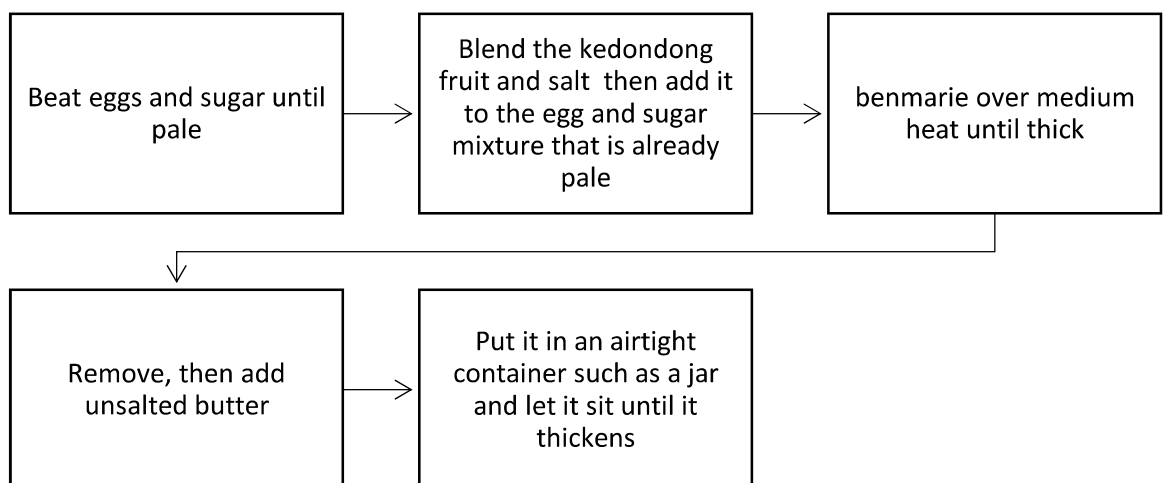 Beat eggs and sugar until
pale
Blend the kedondong
fruit and salt then add it
to the egg and sugar
mixture that is already
pale
benmarie over medium
heat until thick
Remove, then add
unsalted butter
Put it in an airtight
container such as a jar
and let it sit until it
thickens